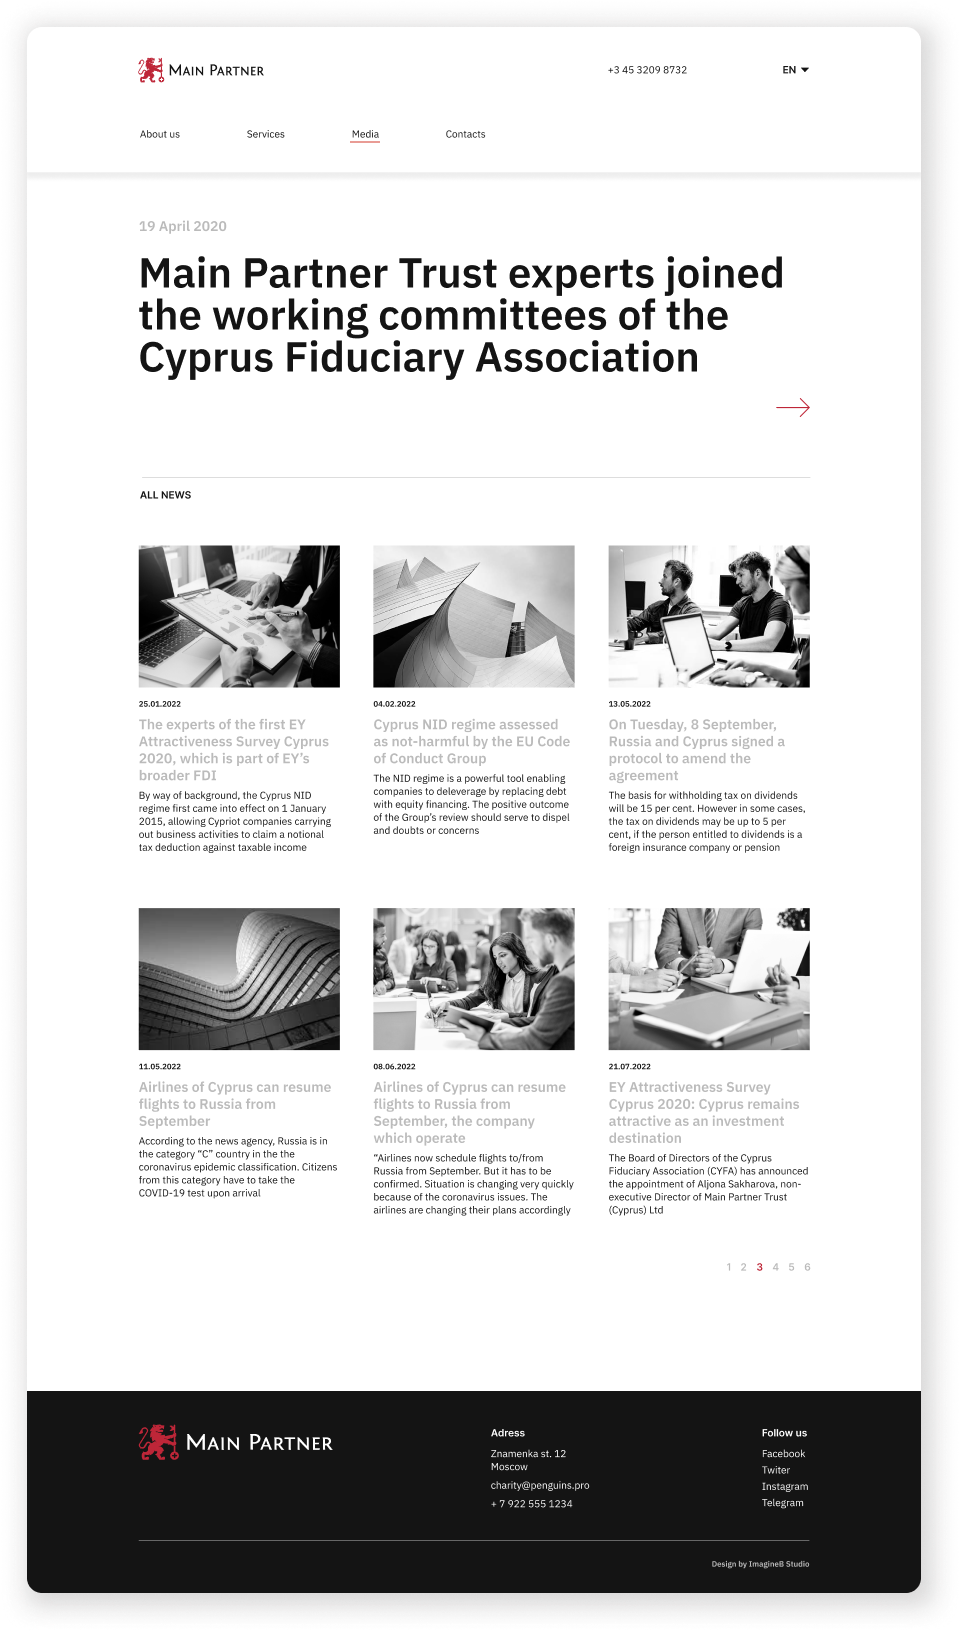 MAIN PARTNER
+3 45 3209 8732
EN
About us
Services
Media
Contacts
19 April 2020
Main Partner Trust experts joined
the working committees of the
Cyprus Fiduciary Association
ALL NEWS
25.01.2022
The experts of the first EY
Attractiveness Survey Cyprus
2020, which is part of EY’s
broader FDI
By way of background, the Cyprus NID
regime first came into effect on 1 January
2015, allowing Cypriot companies carrying
out business activities to claim a notional
tax deduction against taxable income
04.02.2022
Cyprus NID regime assessed
as not-harmful by the EU Code
of Conduct Group
The NID regime is a powerful tool enabling
companies to deleverage by replacing debt
with equity financing. The positive outcome
of the Group’s review should serve to dispel
and doubts or concerns
13.05.2022
On Tuesday, 8 September,
Russia and Cyprus signed a
protocol to amend the
agreement
The basis for withholding tax on dividends
will be 15 per cent. However in some cases,
the tax on dividends may be up to 5 per
cent, if the person entitled to dividends is a
foreign insurance company or pension
11.05.2022
Airlines of Cyprus can resume
flights to Russia from
September
According to the news agency, Russia is in
the category “C” country in the the
coronavirus epidemic classification. Citizens
from this category have to take the
COVID-19 test upon arrival
08.06.2022
Airlines of Cyprus can resume
flights to Russia from
September, the company
which operate
“Airlines now schedule flights to/from
Russia from September. But it has to be
confirmed. Situation is changing very quickly
because of the coronavirus issues. The
airlines are changing their plans accordingly
21.07.2022
EY Attractiveness Survey
Cyprus 2020: Cyprus remains
attractive as an investment
destination
The Board of Directors of the Cyprus
Fiduciary Association (CYFA) has announced
the appointment of Aljona Sakharova, non-
executive Director of Main Partner Trust
(Cyprus) Ltd
1 2 3 4 5 6
MAIN PARTNER
Adress
Znamenka st. 12
Moscow
charity@penguins.pro
+ 7 922 555 1234
Follow us
Facebook
Twiter
Instagram
Telegram
Design by ImagineB Studio